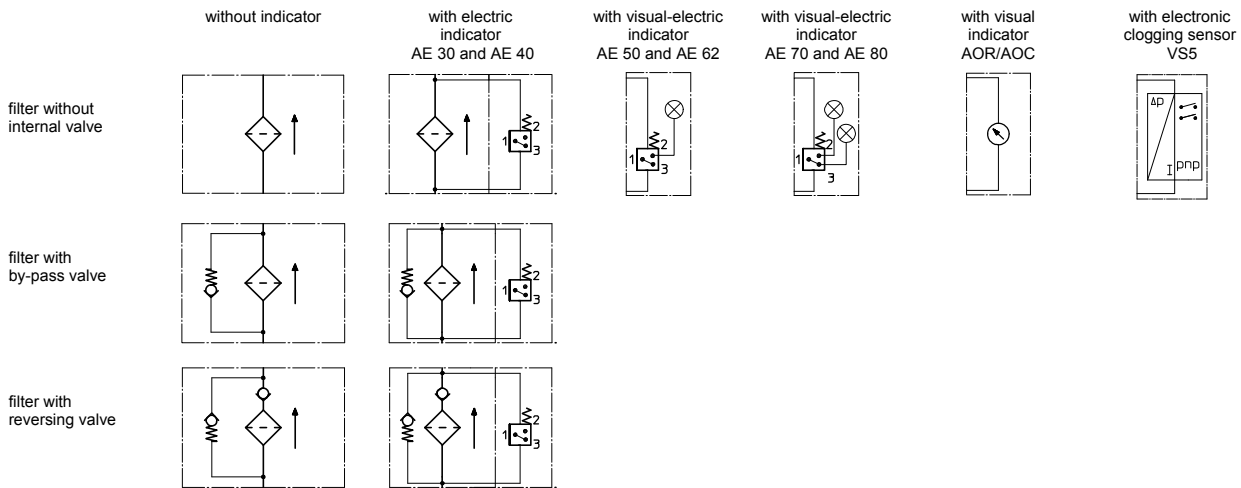 without indicator
with electric
indicator
AE 30 and AE 40
with visual-electric
indicator
AE 50 and AE 62
with visual-electric
indicator
AE 70 and AE 80
with visual
indicator
AOR/AOC
with electronic
clogging sensor
VS5
filter without
internal valve
1 2 3
1 2 3
1 2 3
Δp
I pnp
filter with
by-pass valve
1 2 3
filter with
reversing valve
1 2 3